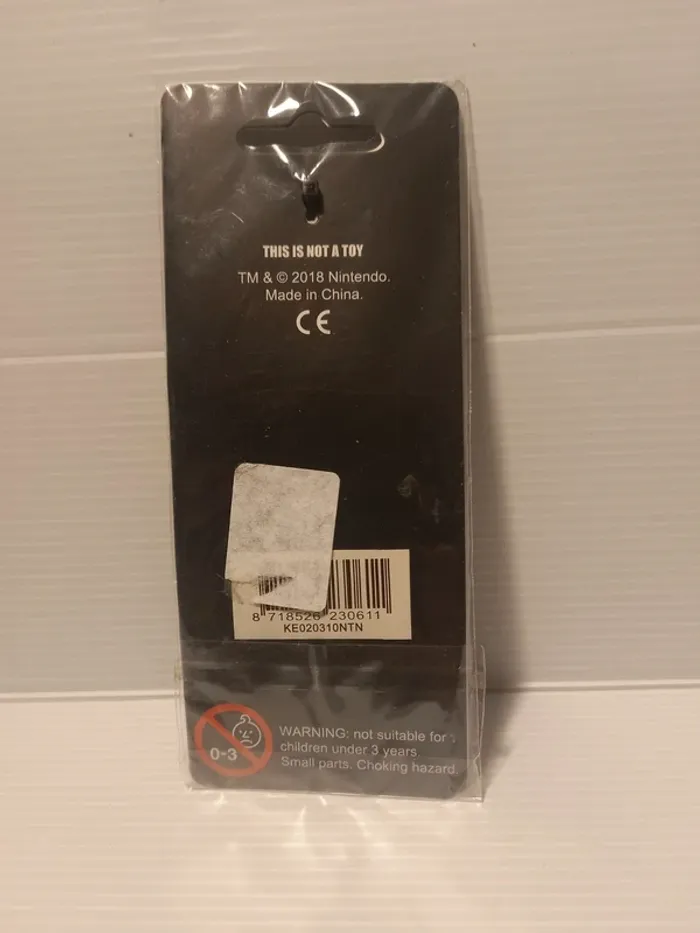 THIS IS NOT A TOY
TM & © 2018 Nintendo.
Made in China.
CE
8 718526 230611
KE020310NTN
0-3
WARNING: not suitable for
children under 3 years.
Small parts. Choking hazard.